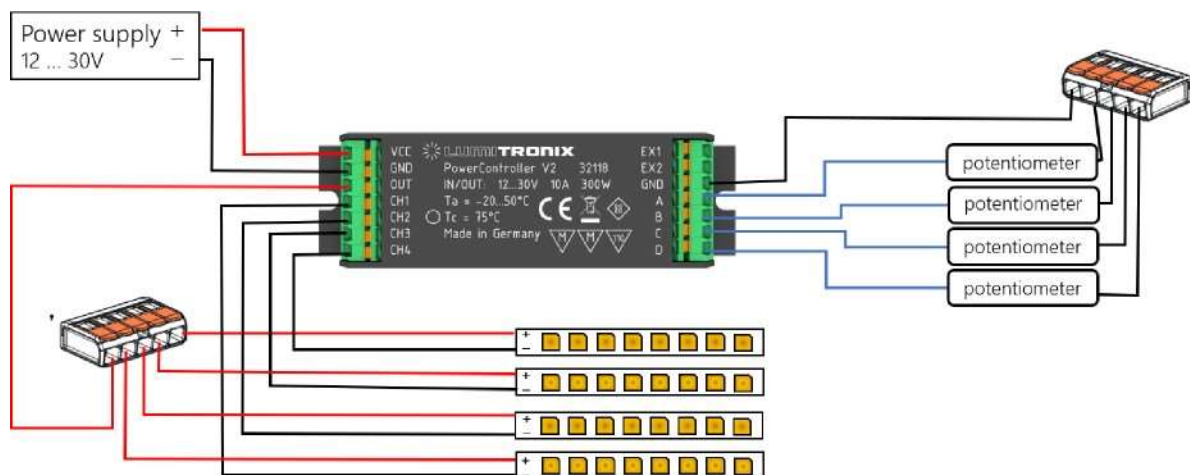 Power supply +
12 ... 30V −
VCC LUMITRONIX EX1
GND PowerController V2 32118 EX2
OUT IN/OUT: 12...30V 10A 300W GND
CH1 Ta = -20...50°C A
CH2 Tc = 75°C B
CH3 Made in Germany C
CH4 D
CE
M M
potentiometer
potentiometer
potentiometer
potentiometer
+
−
+
−
+
−
+
−